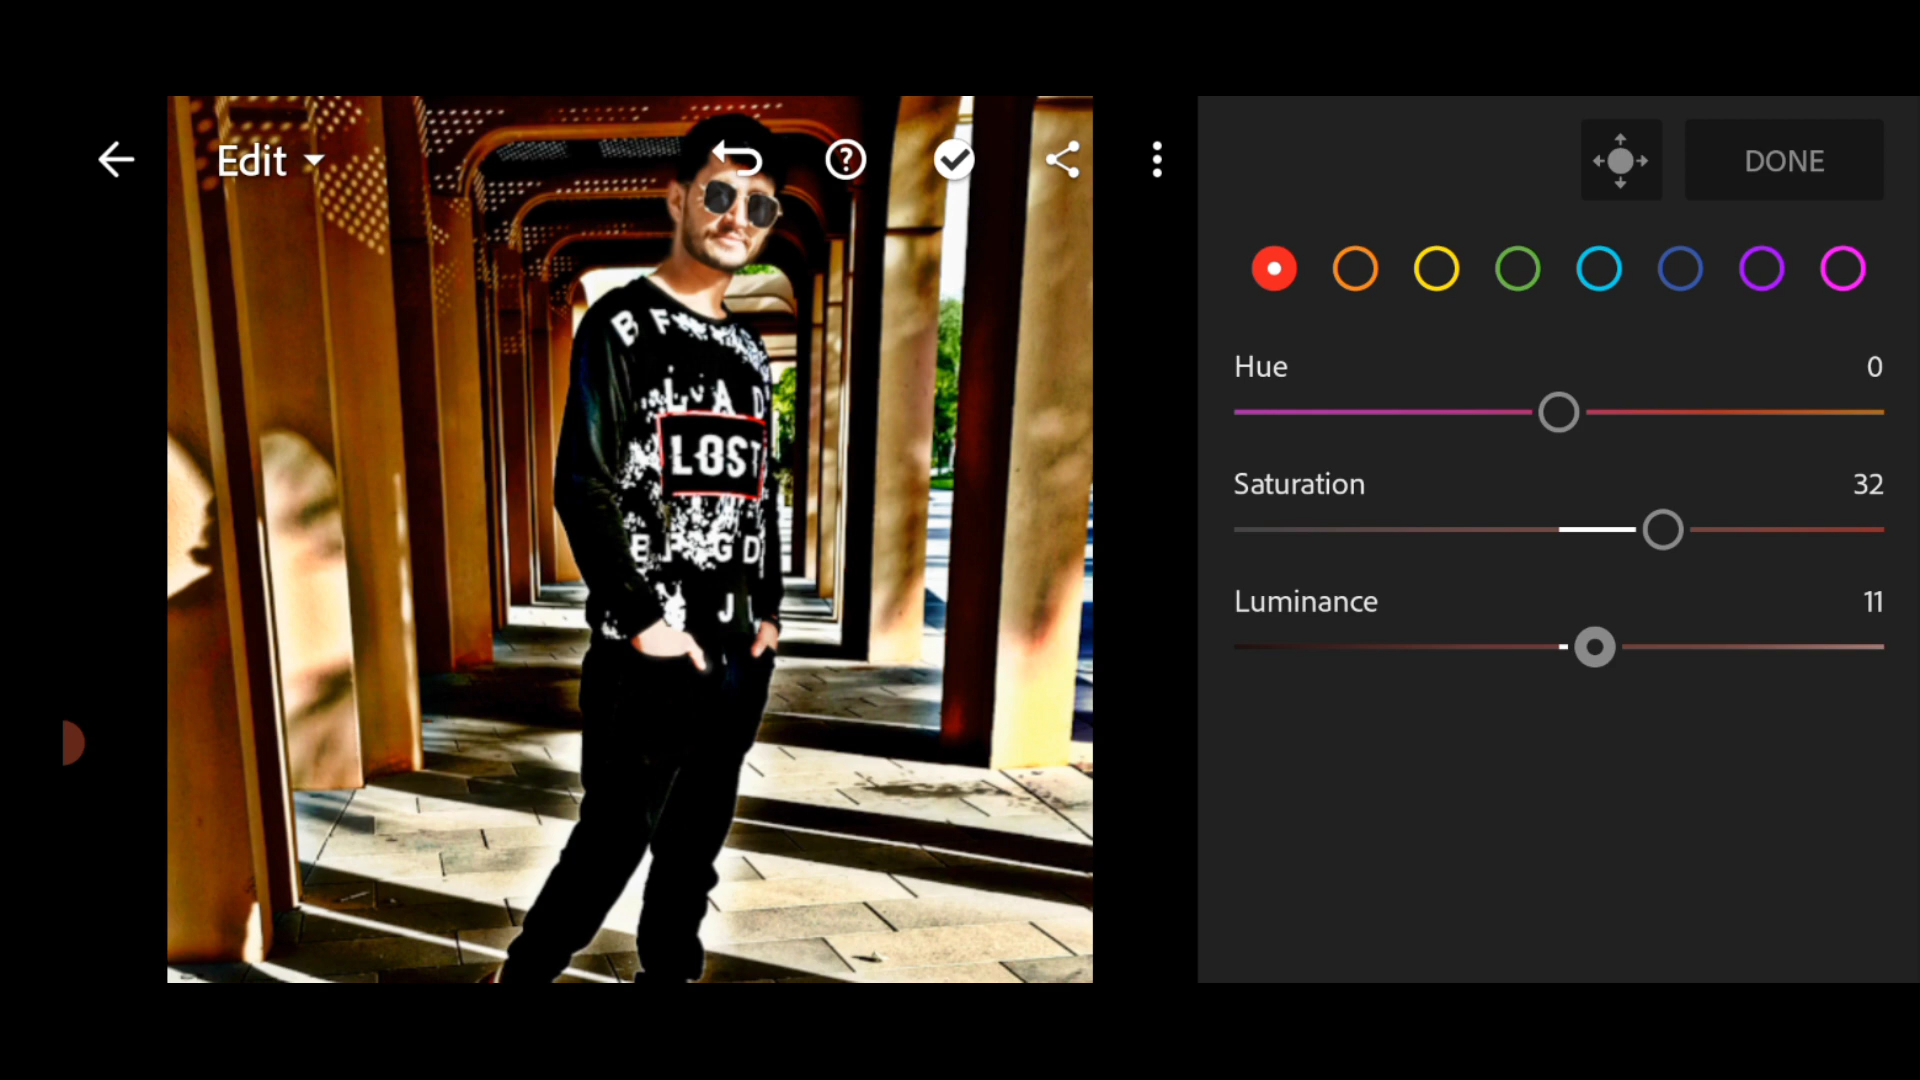 Edit
DONE
Hue 0
Saturation 32
Luminance 11
B F
L A D
LOST
B F G D
J